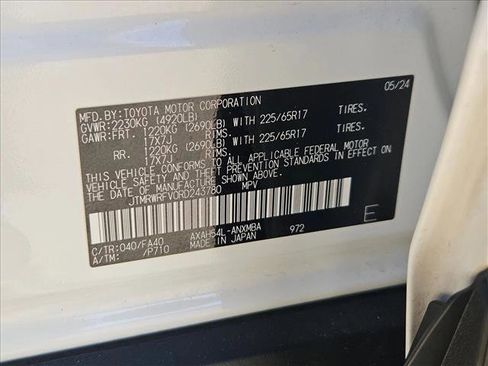 MFD. BY: TOYOTA MOTOR CORPORATION 05/24
GVWR: 2230KG (4920LB)
GAWR: FRT. 1220KG (2690LB) WITH 225/65R17 TIRES.
17X7J RIMS.
RR. 1220KG (2690LB) WITH 225/65R17 TIRES.
17X7J RIMS.
THIS VEHICLE CONFORMS TO ALL APPLICABLE FEDERAL MOTOR
VEHICLE SAFETY AND THEFT PREVENTION STANDARDS IN EFFECT
ON THE DATE OF MANUFACTURE SHOWN ABOVE.
JTMRWRFV0RD243780 MPV
C/TR: 040/FA40 AXAH54L-ANXMBA 972 E
A/TM: /P710 MADE IN JAPAN